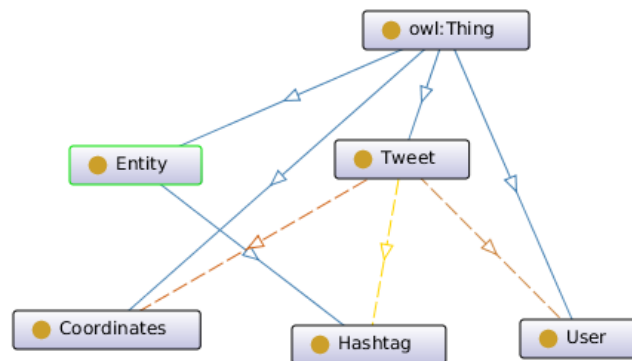 owl:Thing
Entity
Tweet
Coordinates
Hashtag
User